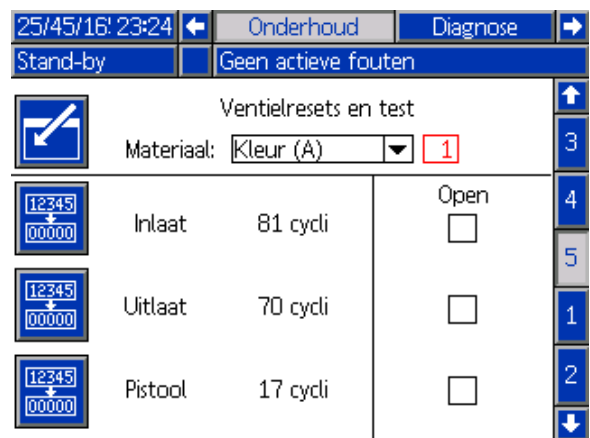 25/45/16 23:24 Onderhoud Diagnose
Stand-by Geen actieve fouten
Ventielresets en test
Materiaal: Kleur (A) 1
3
Open
12345
00000
Inlaat 81 cycli
4
5
12345
00000
Uitlaat 70 cycli
1
12345
00000
Pistool 17 cycli
2